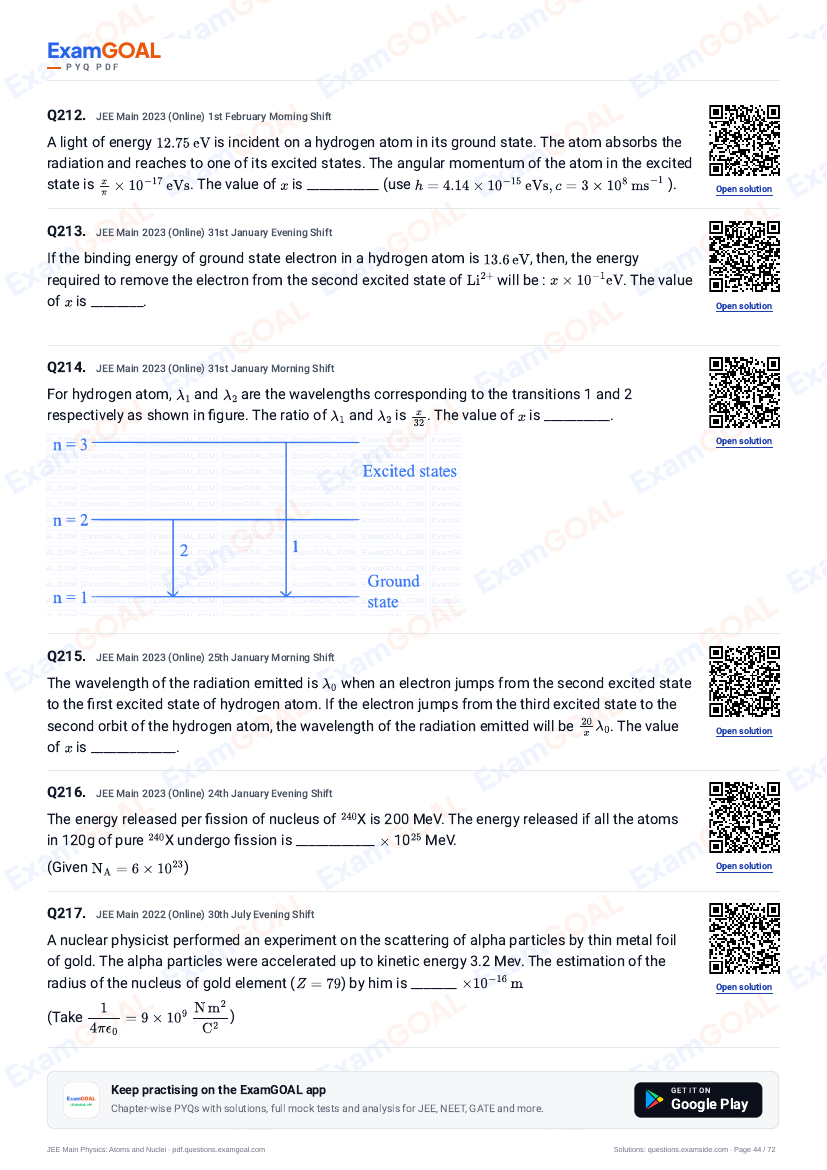 ExamGOAL
PYQ PDF
Q212. JEE Main 2023 (Online) 1st February Morning Shift
A light of energy 12.75 eV is incident on a hydrogen atom in its ground state. The atom absorbs the
radiation and reaches to one of its excited states. The angular momentum of the atom in the excited
state is x/π × 10⁻¹⁷ eVs. The value of x is ___________ (use h = 4.14 × 10⁻¹⁵ eVs, c = 3 × 10⁸ ms⁻¹ ).
Open solution
Q213. JEE Main 2023 (Online) 31st January Evening Shift
If the binding energy of ground state electron in a hydrogen atom is 13.6 eV, then, the energy
required to remove the electron from the second excited state of Li²⁺ will be : x × 10⁻¹eV. The value
of x is ________.
Open solution
Q214. JEE Main 2023 (Online) 31st January Morning Shift
For hydrogen atom, λ₁ and λ₂ are the wavelengths corresponding to the transitions 1 and 2
respectively as shown in figure. The ratio of λ₁ and λ₂ is x/32. The value of x is __________.
Open solution
n = 3
Excited states
n = 2
2
1
Ground
n = 1
state
Q215. JEE Main 2023 (Online) 25th January Morning Shift
The wavelength of the radiation emitted is λ₀ when an electron jumps from the second excited state
to the first excited state of hydrogen atom. If the electron jumps from the third excited state to the
second orbit of the hydrogen atom, the wavelength of the radiation emitted will be 20/x λ₀. The value
of x is _____________.
Open solution
Q216. JEE Main 2023 (Online) 24th January Evening Shift
The energy released per fission of nucleus of ²⁴⁰X is 200 MeV. The energy released if all the atoms
in 120g of pure ²⁴⁰X undergo fission is ____________ × 10²⁵ MeV.
(Given N_A = 6 × 10²³)
Open solution
Q217. JEE Main 2022 (Online) 30th July Evening Shift
A nuclear physicist performed an experiment on the scattering of alpha particles by thin metal foil
of gold. The alpha particles were accelerated up to kinetic energy 3.2 Mev. The estimation of the
radius of the nucleus of gold element (Z = 79) by him is _______ ×10⁻¹⁶ m
(Take 1/4πϵ₀ = 9 × 10⁹ N m²/C²)
Open solution
Keep practising on the ExamGOAL app
Chapter-wise PYQs with solutions, full mock tests and analysis for JEE, NEET, GATE and more.
GET IT ON
Google Play
JEE Main Physics: Atoms and Nuclei · pdf.questions.examgoal.com
Solutions: questions.examside.com · Page 44 / 72